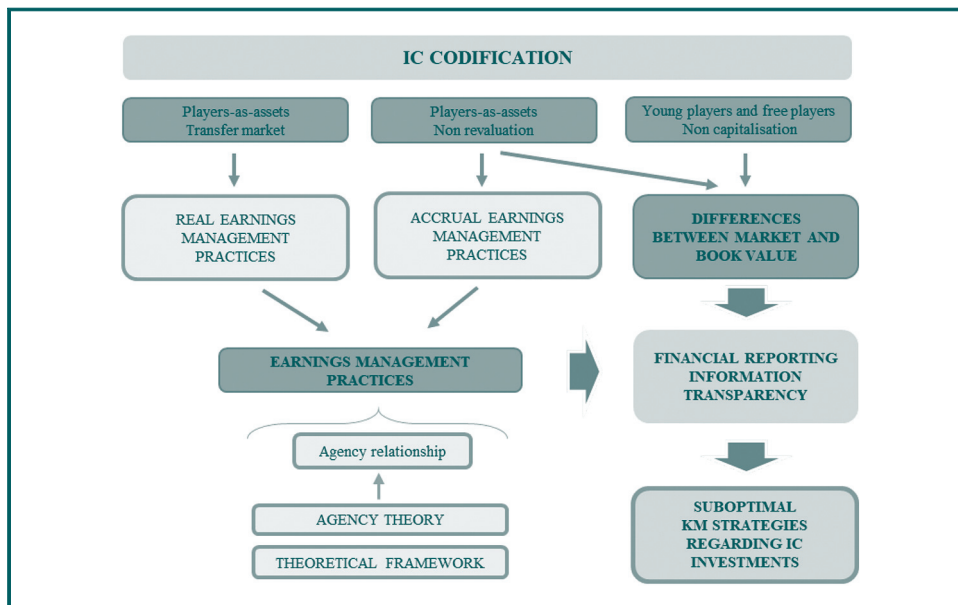 IC CODIFICATION
Players-as-assets
Transfer market
Players-as-assets
Non revaluation
Young players and free players
Non capitalisation
REAL EARNINGS
MANAGEMENT
PRACTICES
ACCRUAL EARNINGS
MANAGEMENT
PRACTICES
DIFFERENCES
BETWEEN MARKET AND
BOOK VALUE
EARNINGS MANAGEMENT
PRACTICES
FINANCIAL REPORTING
INFORMATION
TRANSPARENCY
Agency relationship
AGENCY THEORY
THEORETICAL FRAMEWORK
SUBOPTIMAL
KM STRATEGIES
REGARDING IC
INVESTMENTS